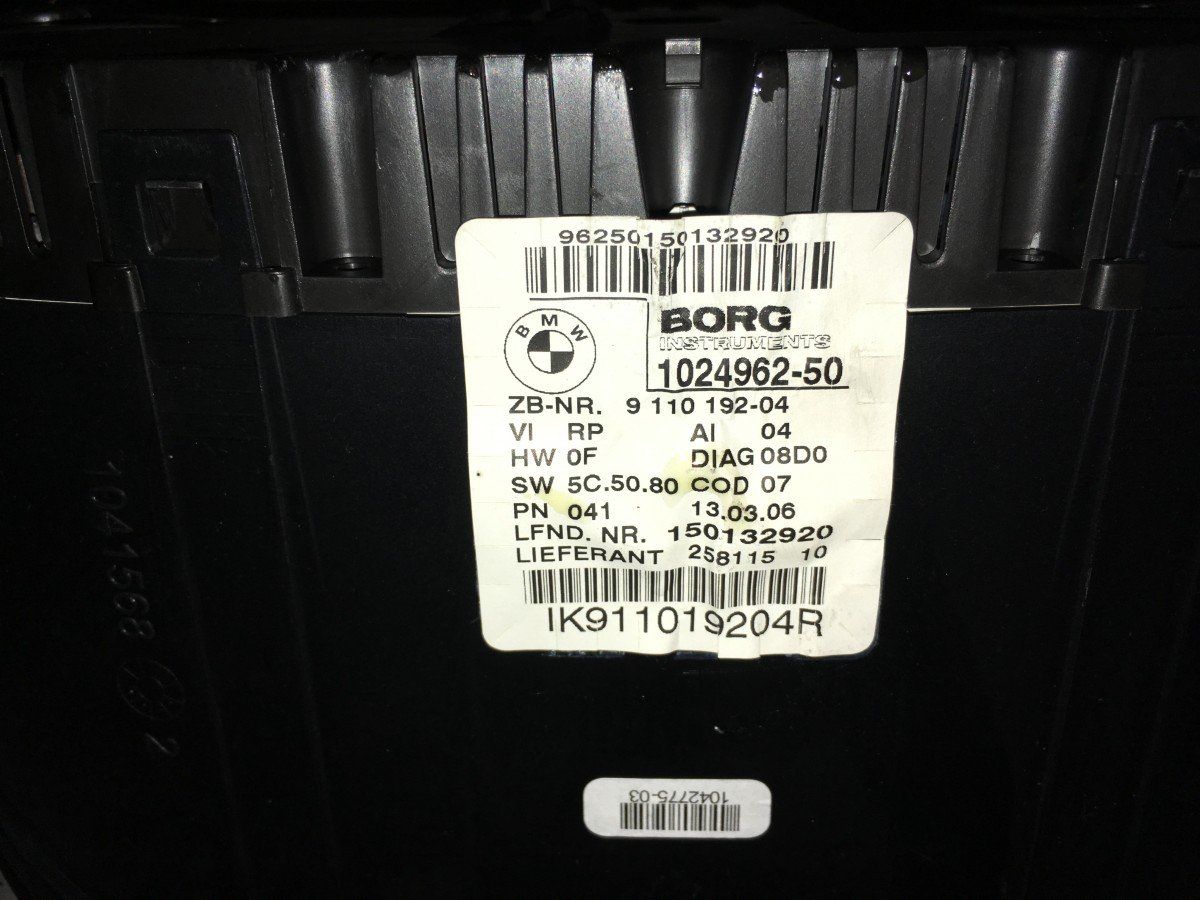 96250150132920
BMW
BORG
INSTRUMENTS
1024962-50
ZB-NR. 9 110 192-04
VI RP AI 04
HW 0F DIAG 08D0
SW 5C.50.80 COD 07
PN 041 13.03.06
LFND. NR. 150132920
LIEFERANT 258115 10
IK911019204R
1041568 2
1042775-03